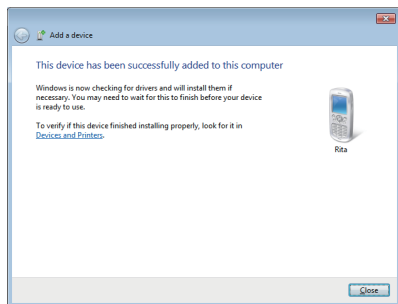 Add a device
This device has been successfully added to this computer
Windows is now checking for drivers and will install them if
necessary. You may need to wait for this to finish before your device
is ready to use.
To verify if this device finished installing properly, look for it in
Devices and Printers.
Rita
Close